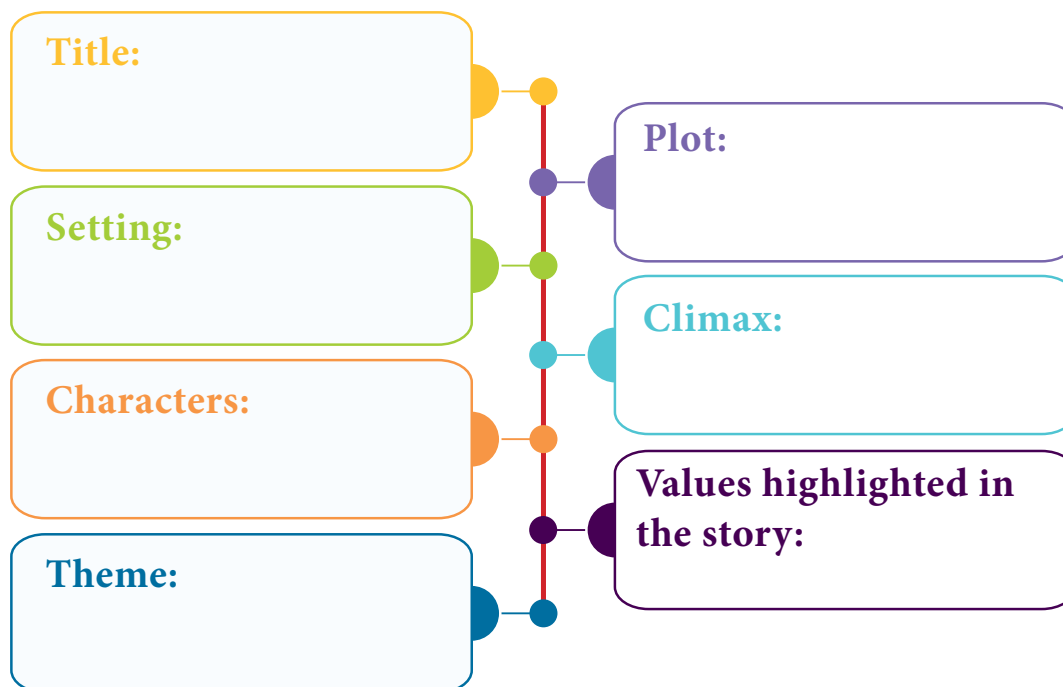 Title:
Plot:
Setting:
Climax:
Characters:
Values highlighted in
the story:
Theme: